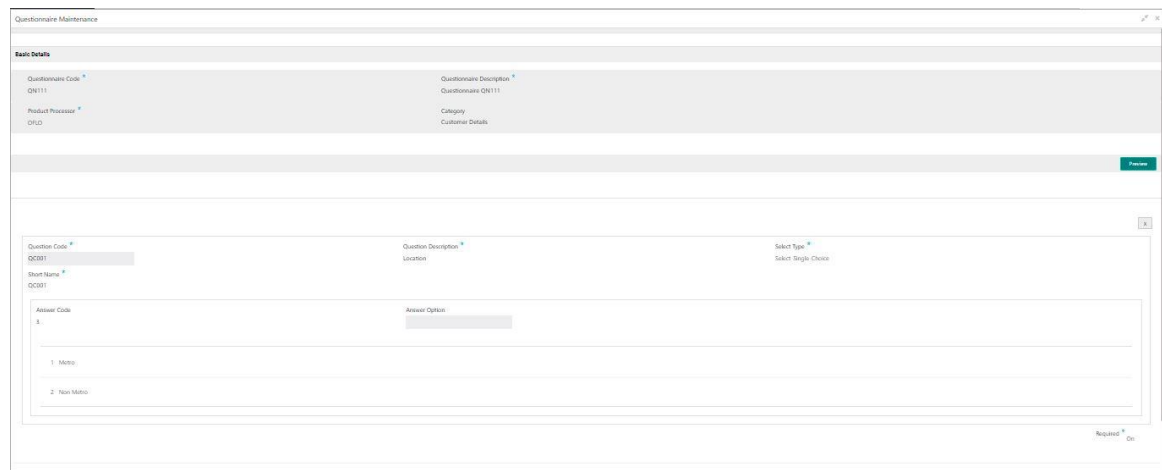 Questionnaire Maintenance
Basic Details
Questionnaire Code *
Questionnaire Description *
QN111
Questionnaire QN111
Product Processor *
Category
OFLO
Customer Details
Preview
Question Code *
Question Description *
Select Type *
QC001
Location
Select Single Choice
Short Name *
QC001
Answer Code
Answer Option
3
1 Metro
2 Non Metro
Required *
On